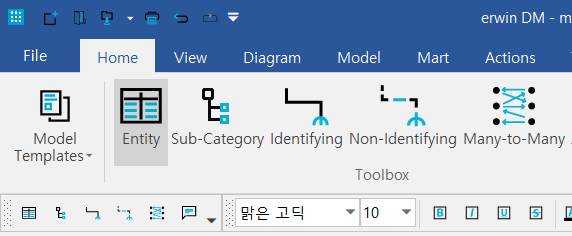 erwin DM - m
File Home View Diagram Model Mart Actions
Model Templates
Entity Sub-Category Identifying Non-Identifying Many-to-Many
Toolbox
맑은 고딕 10 B I U S A